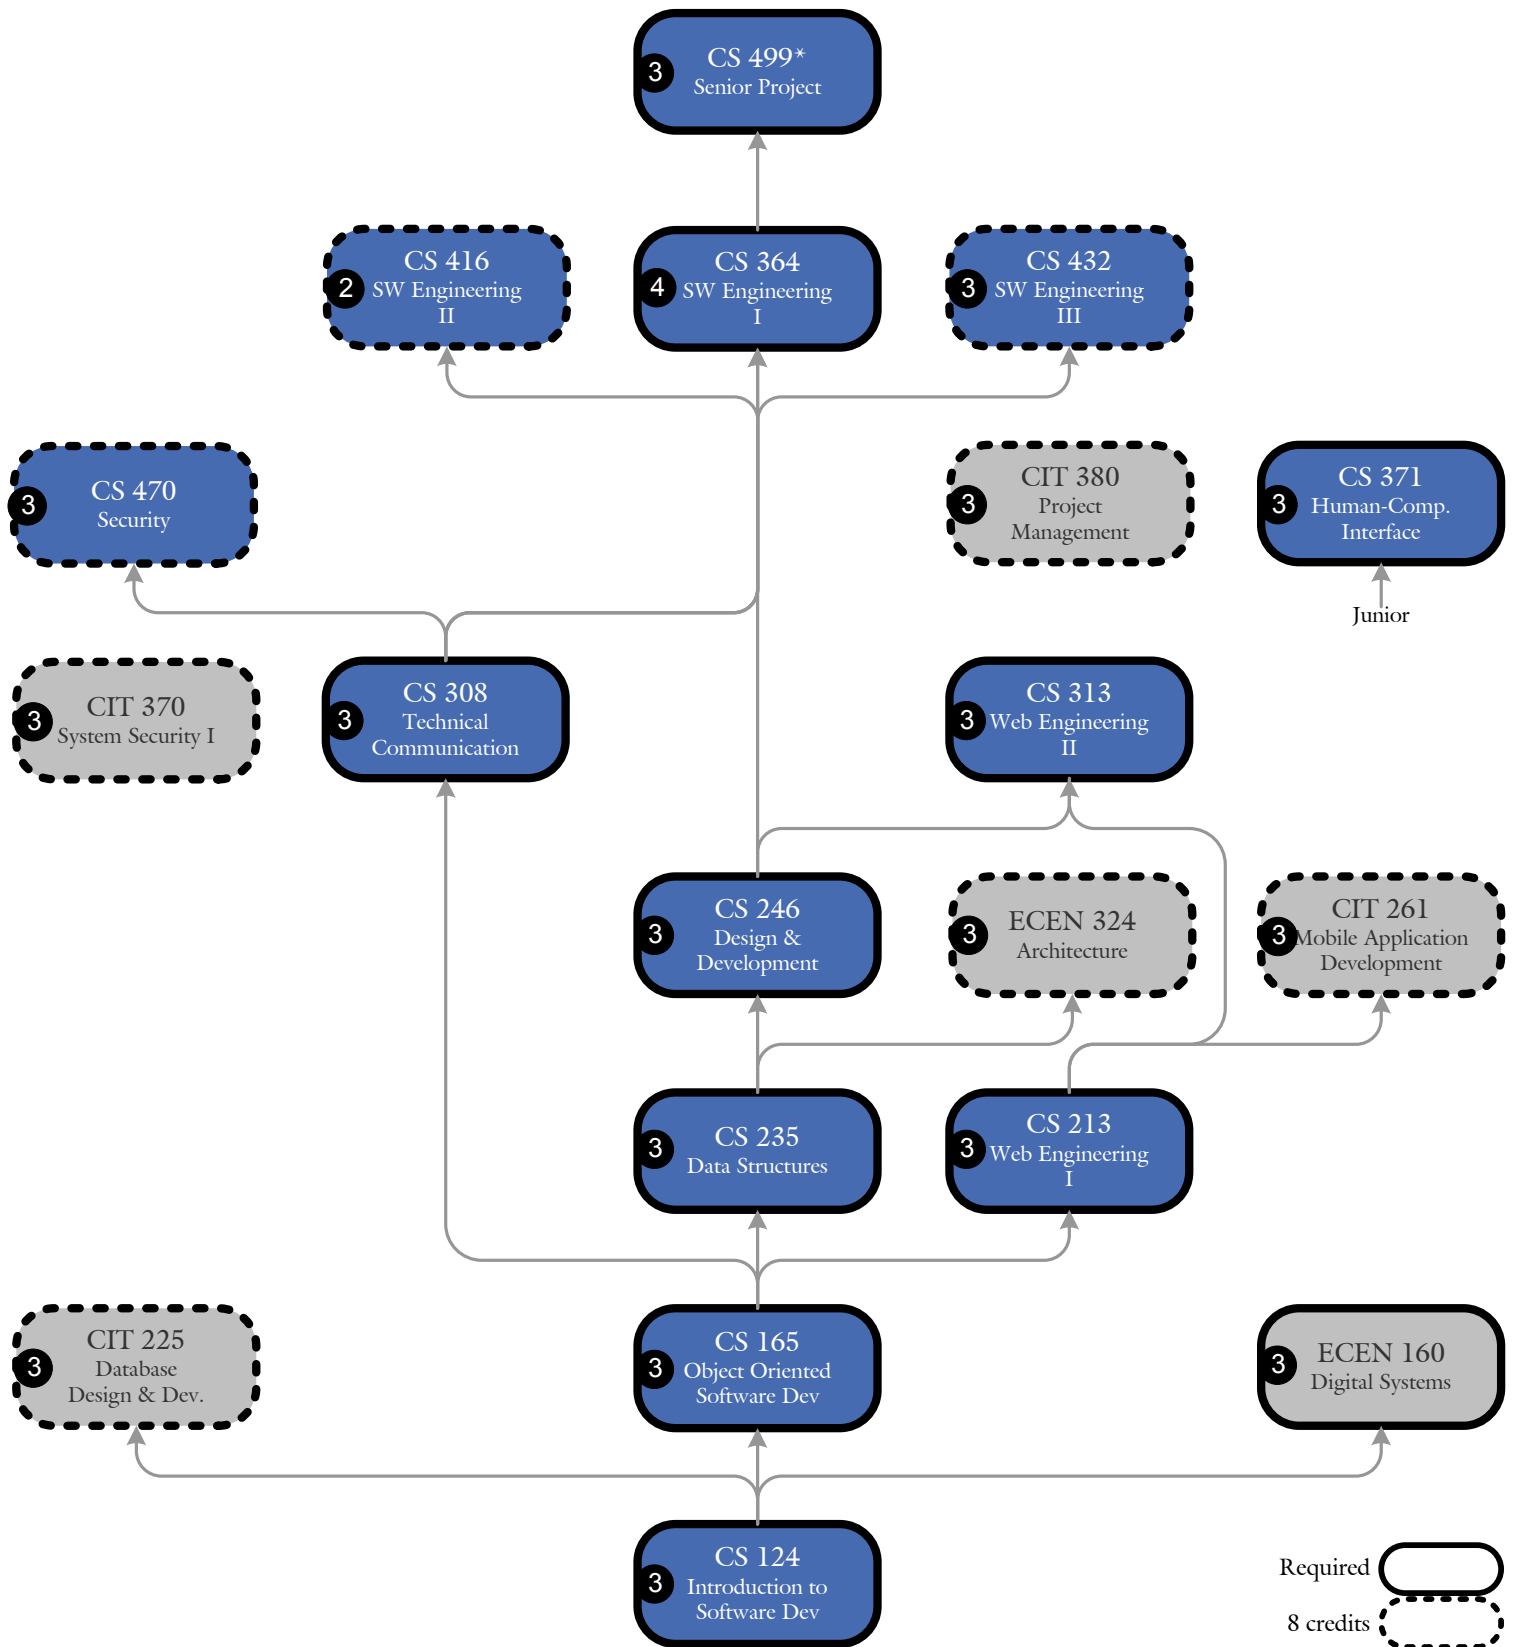 CS 499*
3
Senior Project
CS 416
2
SW Engineering
II
CS 364
4
SW Engineering
I
CS 432
3
SW Engineering
III
CS 470
3
Security
CIT 380
3
Project
Management
CS 371
3
Human-Comp.
Interface
Junior
CIT 370
3
System Security I
CS 308
3
Technical
Communication
CS 313
3
Web Engineering
II
CS 246
3
Design &
Development
ECEN 324
3
Architecture
CIT 261
3
Mobile Application
Development
CS 235
3
Data Structures
CS 213
3
Web Engineering
I
CIT 225
3
Database
Design & Dev.
CS 165
3
Object Oriented
Software Dev
ECEN 160
3
Digital Systems
CS 124
3
Introduction to
Software Dev
Required
8 credits